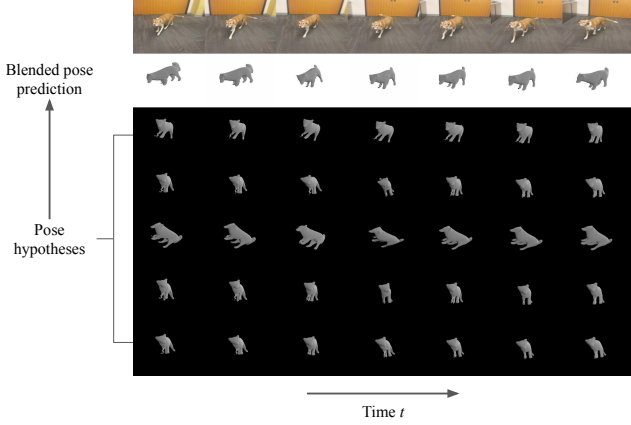 Blended pose
prediction
Pose
hypotheses
Time t